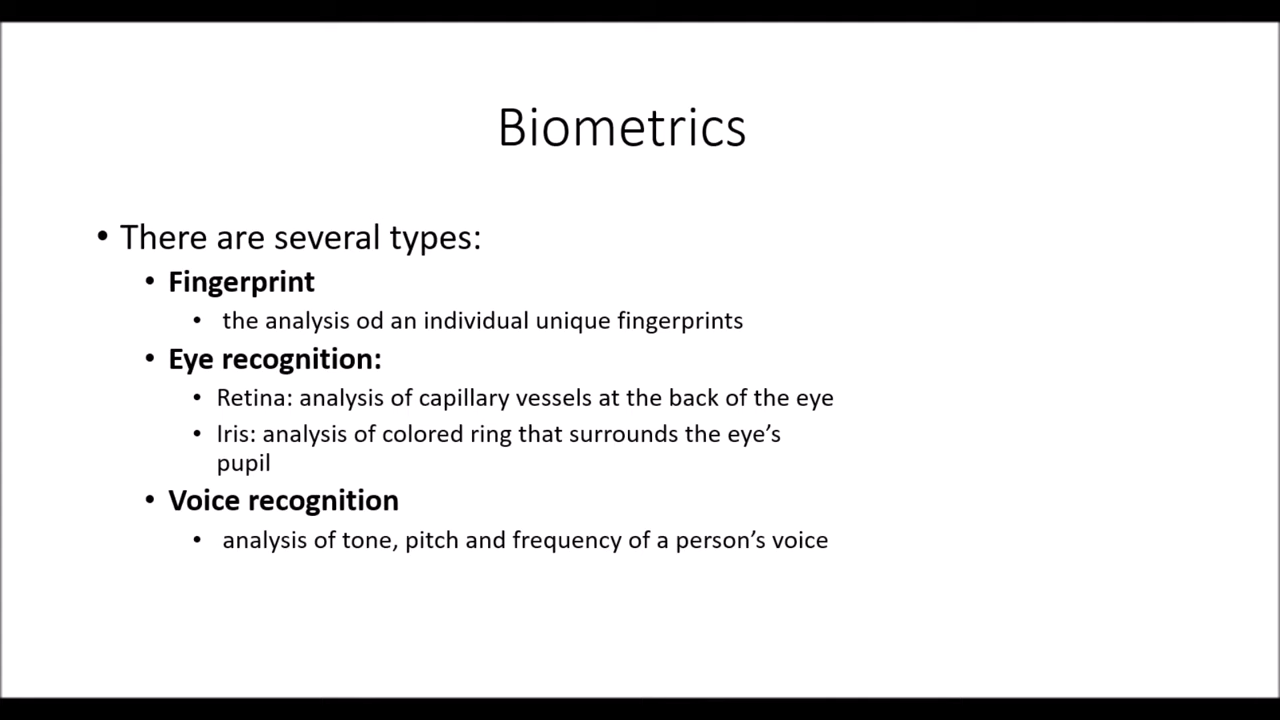 Biometrics
• There are several types:
• Fingerprint
• the analysis od an individual unique fingerprints
• Eye recognition:
• Retina: analysis of capillary vessels at the back of the eye
• Iris: analysis of colored ring that surrounds the eye’s
pupil
• Voice recognition
• analysis of tone, pitch and frequency of a person’s voice